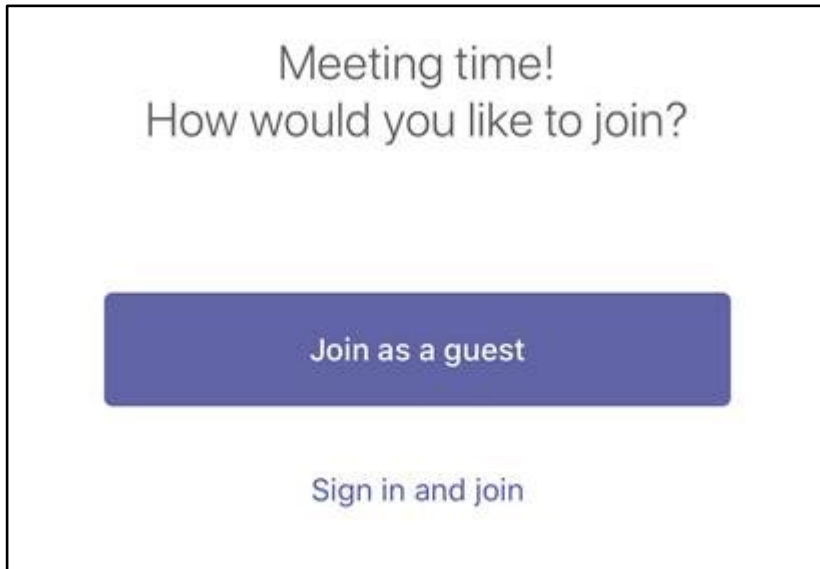 Meeting time!
How would you like to join?
Join as a guest
Sign in and join